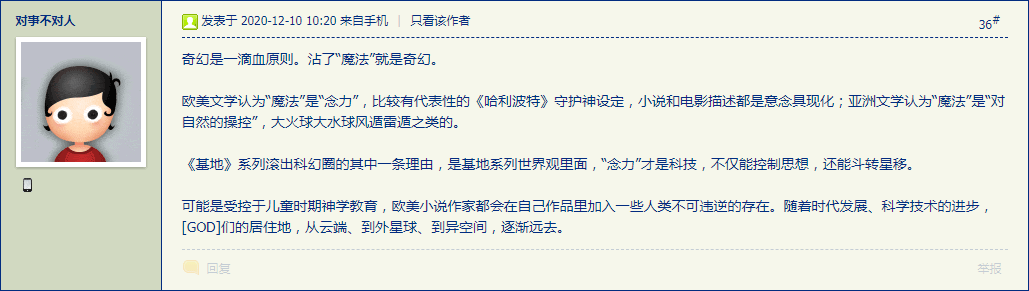 对事不对人
发表于 2020-12-10 10:20 来自手机 | 只看该作者
36#
奇幻是一滴血原则。沾了“魔法”就是奇幻。
欧美文学认为“魔法”是“念力”，比较有代表性的《哈利波特》守护神设定，小说和电影描述都是意念具现化；亚洲文学认为“魔法”是“对
自然的操控”，大火球大水球风遁雷遁之类的。
《基地》系列滚出科幻圈的其中一条理由，是基地系列世界观里面，“念力”才是科技，不仅能控制思想，还能斗转星移。
可能是受控于儿童时期神学教育，欧美小说作家都会在自己作品里加入一些人类不可违逆的存在。随着时代发展、科学技术的进步，
[GOD]们的居住地，从云端、到外星球、到异空间，逐渐远去。
回复
举报